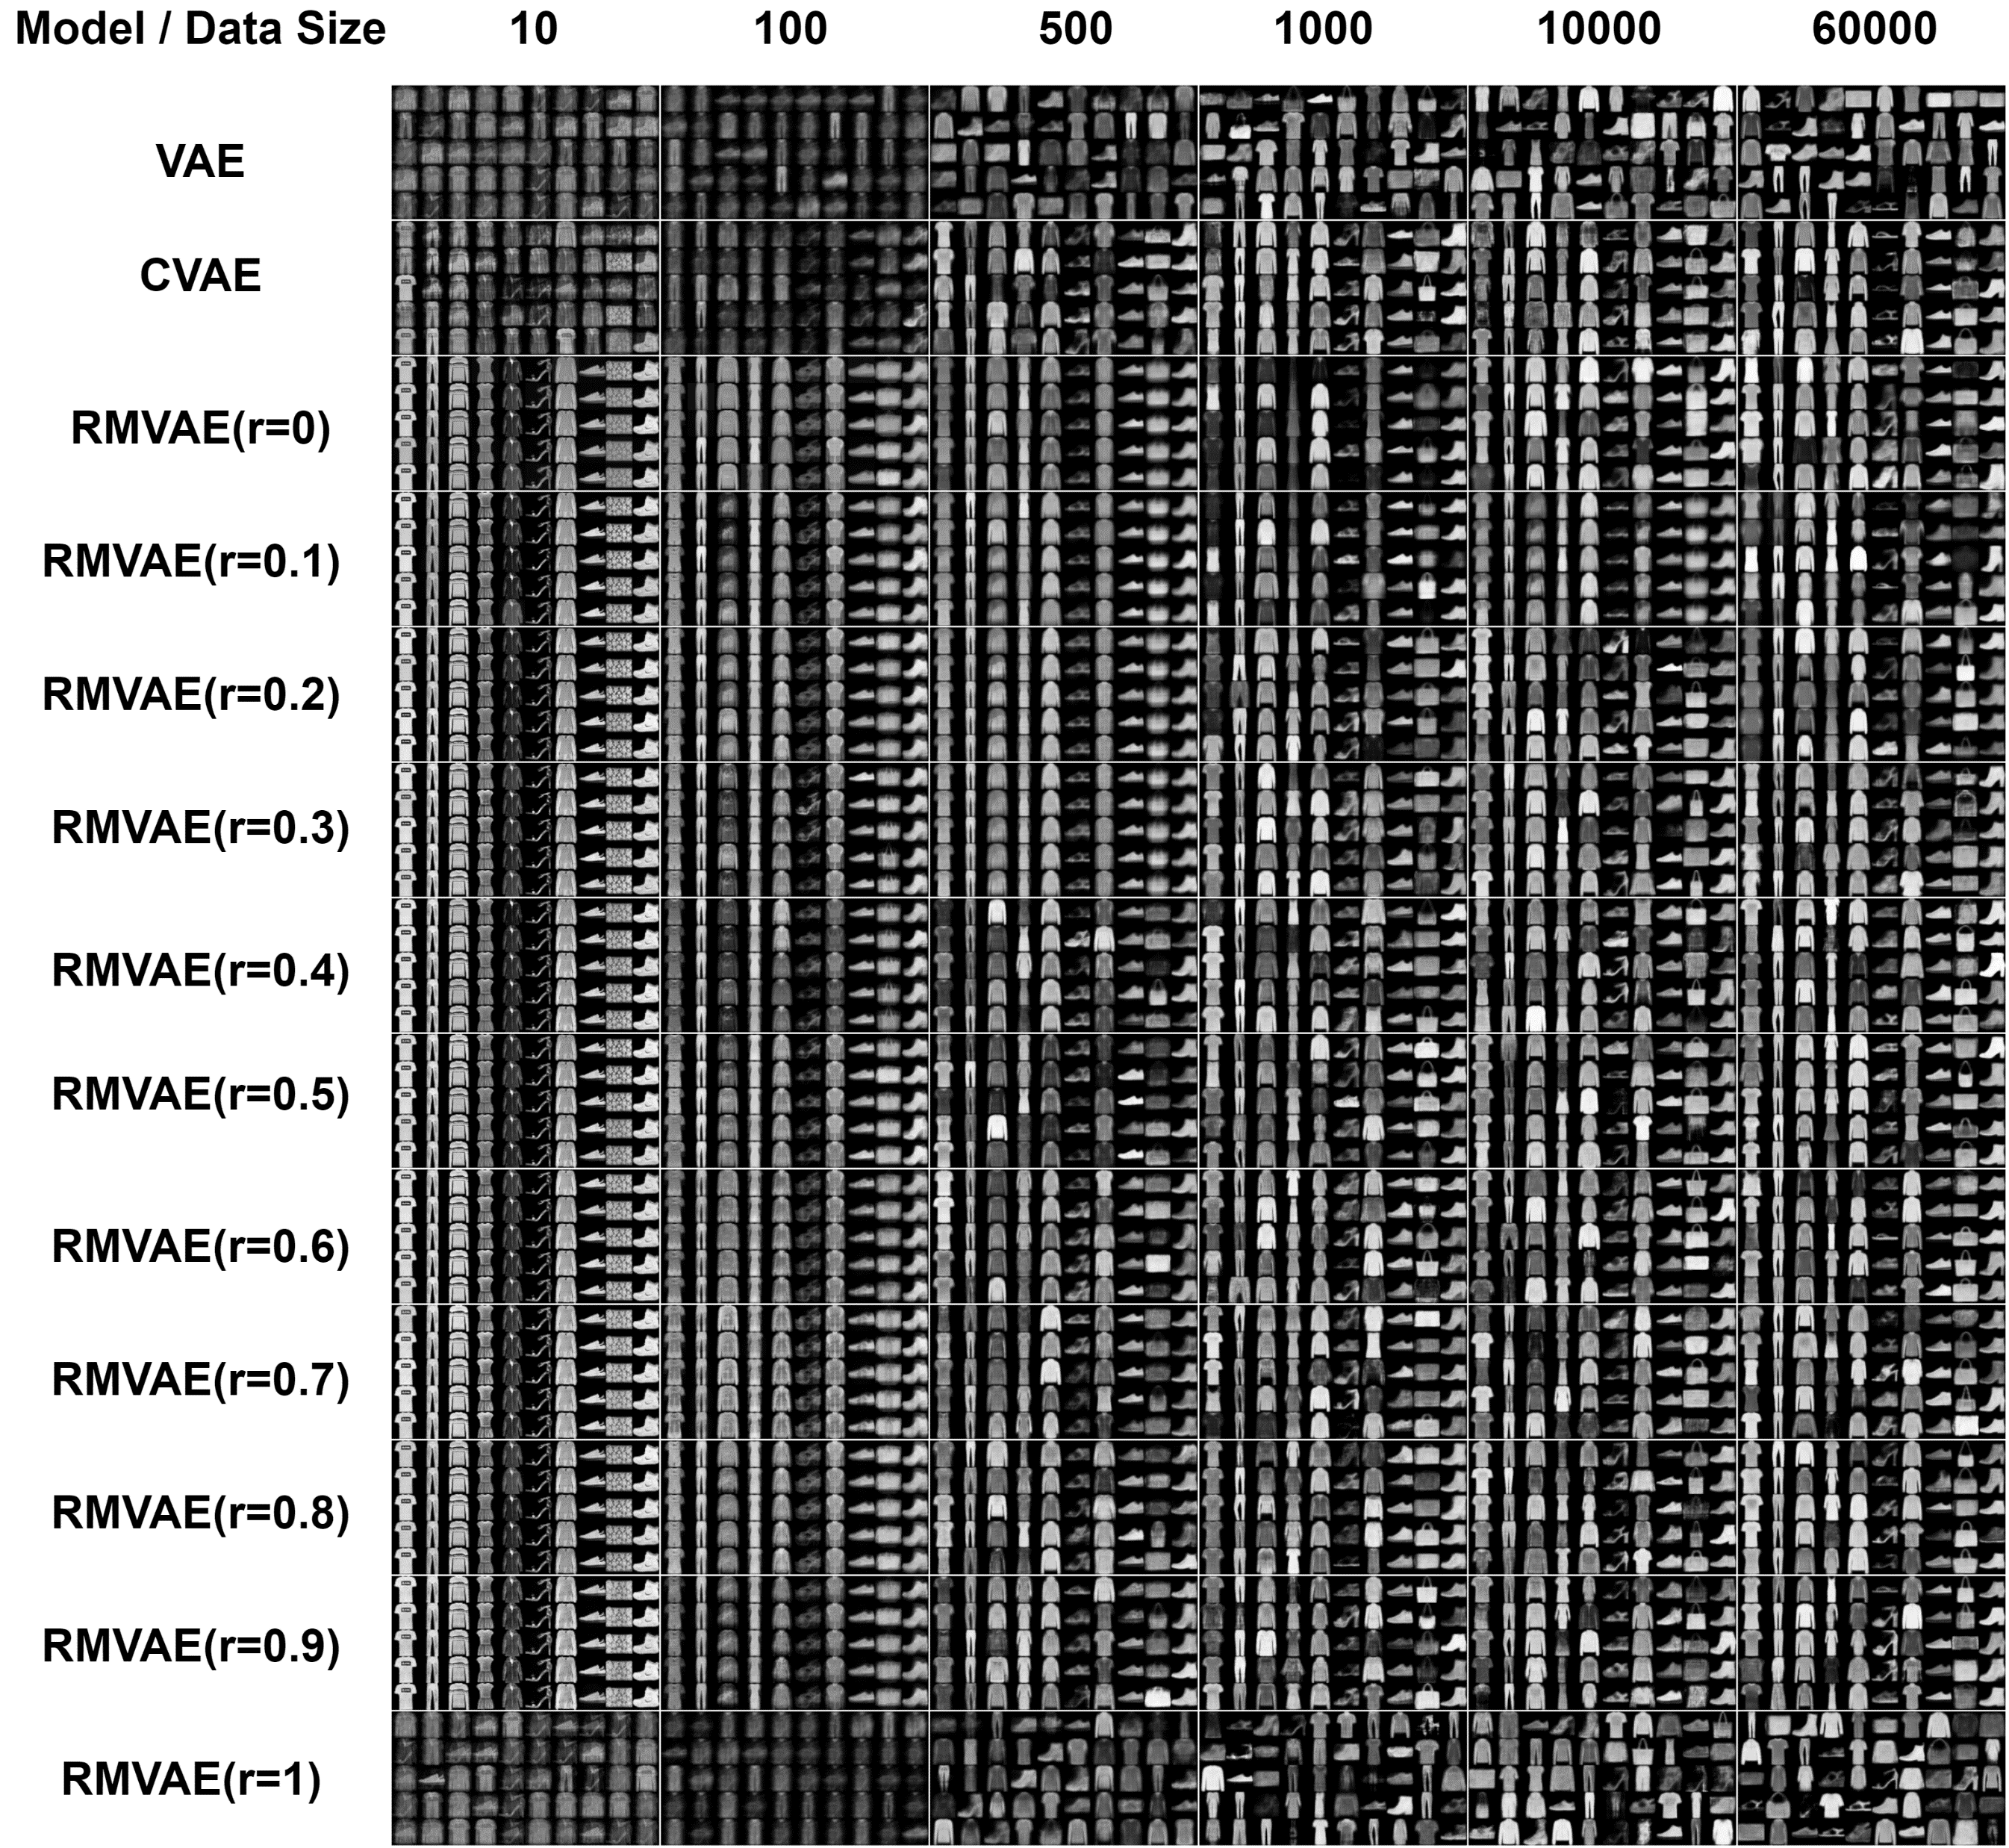 Model / Data Size 10 100 500 1000 10000 60000
VAE
CVAE
RMVAE(r=0)
RMVAE(r=0.1)
RMVAE(r=0.2)
RMVAE(r=0.3)
RMVAE(r=0.4)
RMVAE(r=0.5)
RMVAE(r=0.6)
RMVAE(r=0.7)
RMVAE(r=0.8)
RMVAE(r=0.9)
RMVAE(r=1)